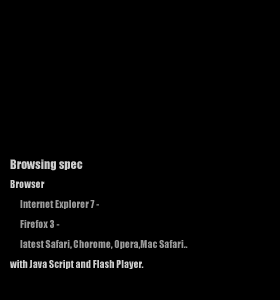 Browsing spec
Browser
Internet Explorer 7 -
Firefox 3 -
latest Safari, Chorome, Opera,Mac Safari..
with Java Script and Flash Player.